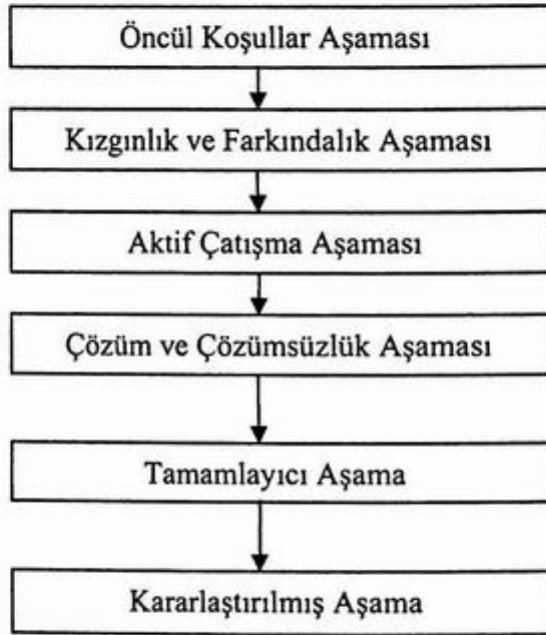 Öncül Koşullar Aşaması
Kızgınlık ve Farkındalık Aşaması
Aktif Çatışma Aşaması
Çözüm ve Çözümsüzlük Aşaması
Tamamlayıcı Aşama
Kararlaştırılmış Aşama